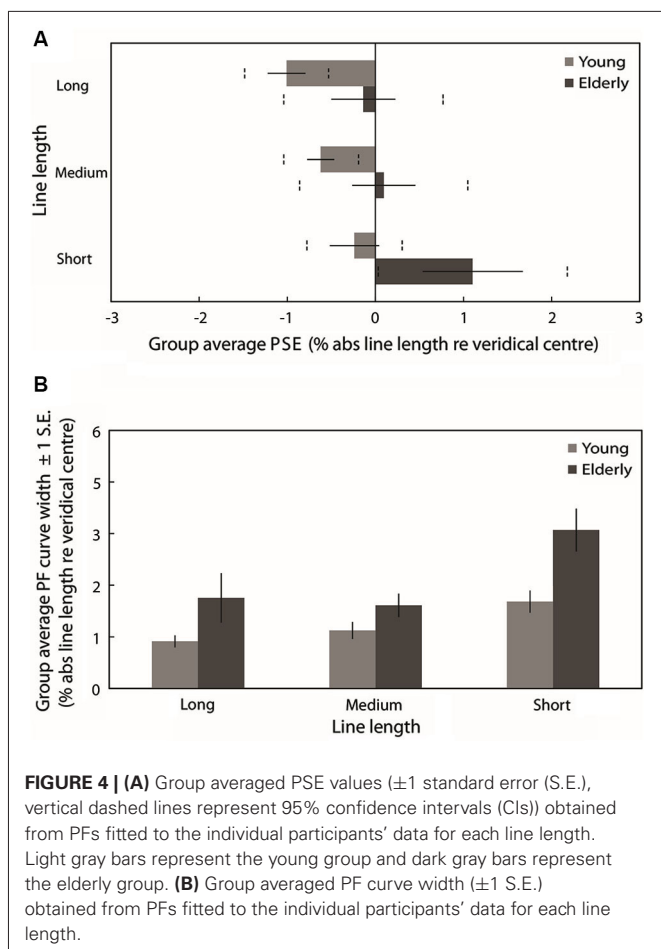 A
Young
Elderly
Line length
Long
Medium
Short
-3 -2 -1 0 1 2 3
Group average PSE (% abs line length re veridical centre)
B
Group average PF curve width ± 1 S.E.
(% abs line length re veridical centre)
6
5
3
2
1
0
Young
Elderly
Long Medium Short
Line length
FIGURE 4 | (A) Group averaged PSE values (±1 standard error (S.E.),
vertical dashed lines represent 95% confidence intervals (CIs)) obtained
from PFs fitted to the individual participants' data for each line length.
Light gray bars represent the young group and dark gray bars represent
the elderly group. (B) Group averaged PF curve width (±1 S.E.)
obtained from PFs fitted to the individual participants' data for each line
length.